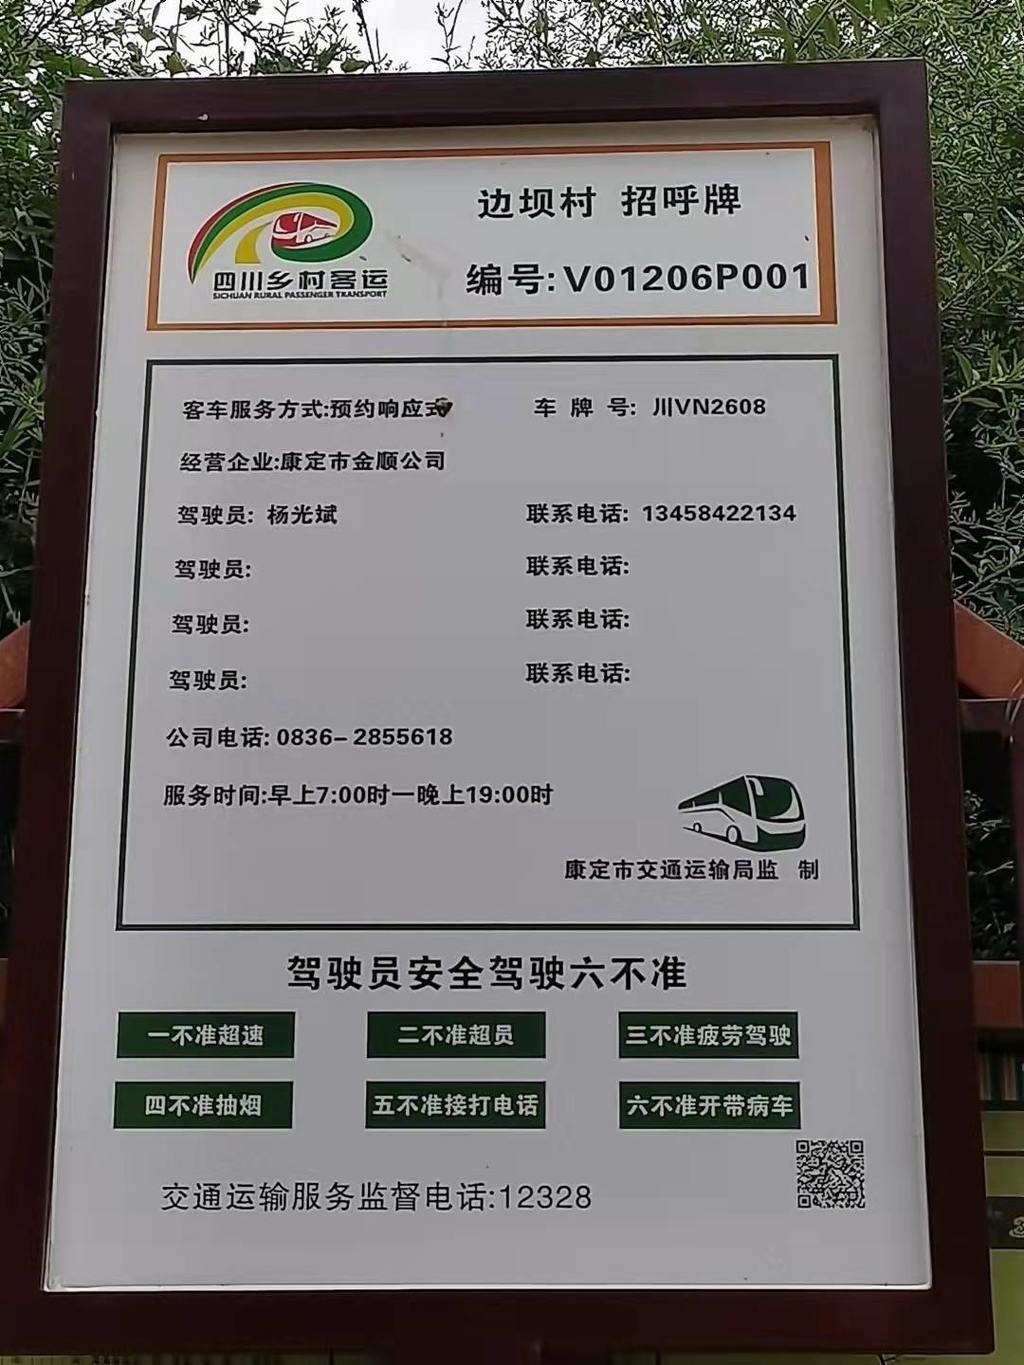 边坝村 招呼牌
四川乡村客运
SICHUAN RURAL PASSENGER TRANSPORT
编号:V01206P001
客车服务方式:预约响应式 车牌号: 川VN2608
经营企业:康定市金顺公司
驾驶员: 杨光斌 联系电话: 13458422134
驾驶员: 联系电话:
驾驶员: 联系电话:
驾驶员: 联系电话:
公司电话: 0836-2855618
服务时间:早上7:00时一晚上19:00时
康定市交通运输局监 制
驾驶员安全驾驶六不准
一不准超速 二不准超员 三不准疲劳驾驶
四不准抽烟 五不准接打电话 六不准开带病车
交通运输服务监督电话:12328